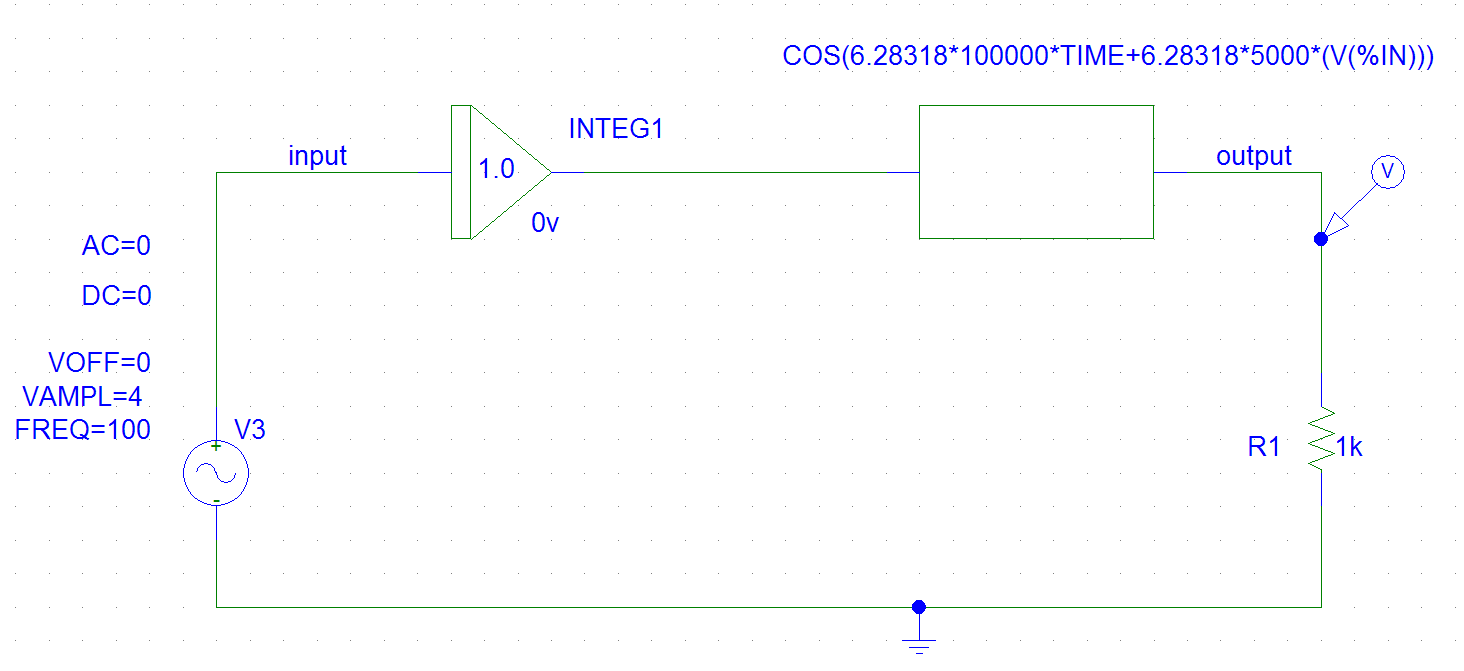 COS(6.28318*100000*TIME+6.28318*5000*(V(%IN)))
INTEG1
input
1.0
output
V
0v
AC=0
DC=0
VOFF=0
VAMPL=4
FREQ=100
V3
R1
1k